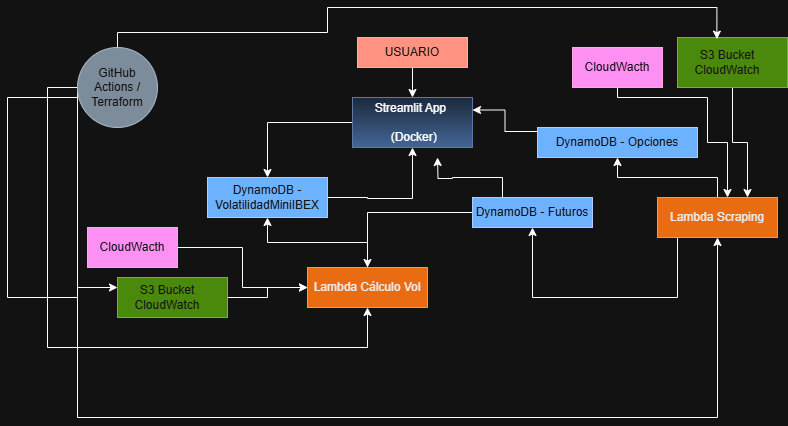 USUARIO
S3 Bucket
CloudWatch
CloudWacth
GitHub
Actions /
Terraform
Streamlit App
(Docker)
DynamoDB - Opciones
DynamoDB -
VolatilidadMiniIBEX
DynamoDB - Futuros
Lambda Scraping
CloudWacth
S3 Bucket
CloudWatch
Lambda Cálculo Vol